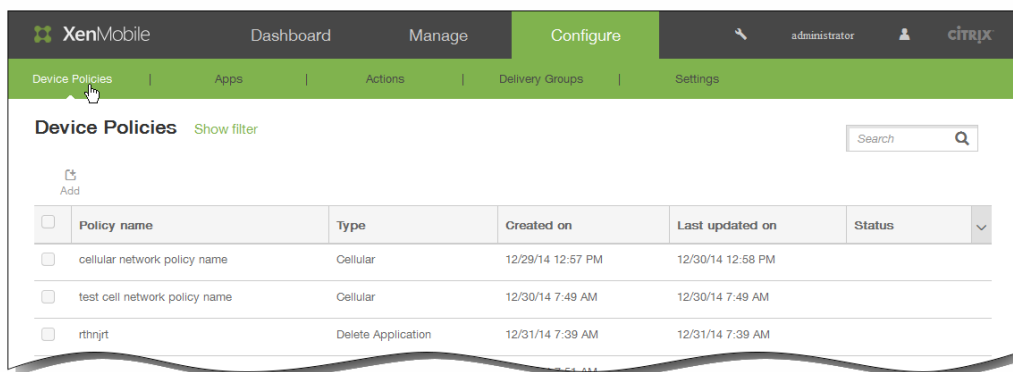 XenMobile Dashboard Manage Configure administrator CİTRIX
Device Policies | Apps | Actions | Delivery Groups | Settings
Device Policies Show filter
Search
Add
Policy name Type Created on Last updated on Status
cellular network policy name Cellular 12/29/14 12:57 PM 12/30/14 12:58 PM
test cell network policy name Cellular 12/30/14 7:49 AM 12/30/14 7:49 AM
rthnjrt Delete Application 12/31/14 7:39 AM 12/31/14 7:39 AM